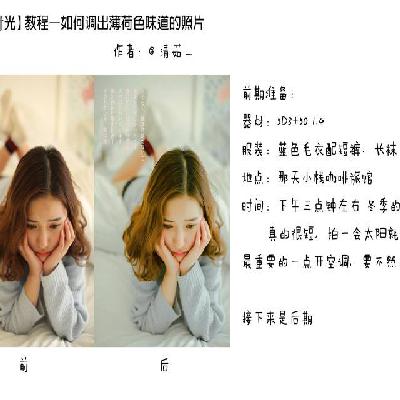 时光】教程—如何调出薄荷色味道的照片
作者：@清茹_
前期准备：
器材：5D3+50 1.4
服装：蓝色毛衣配短裤，长袜
地点：那天小栈咖啡旅馆
时间：下午三点钟左右 冬季的
真的很短，拍一会太阳就
最重要的一点开空调，要不然
接下来是后期
前
后